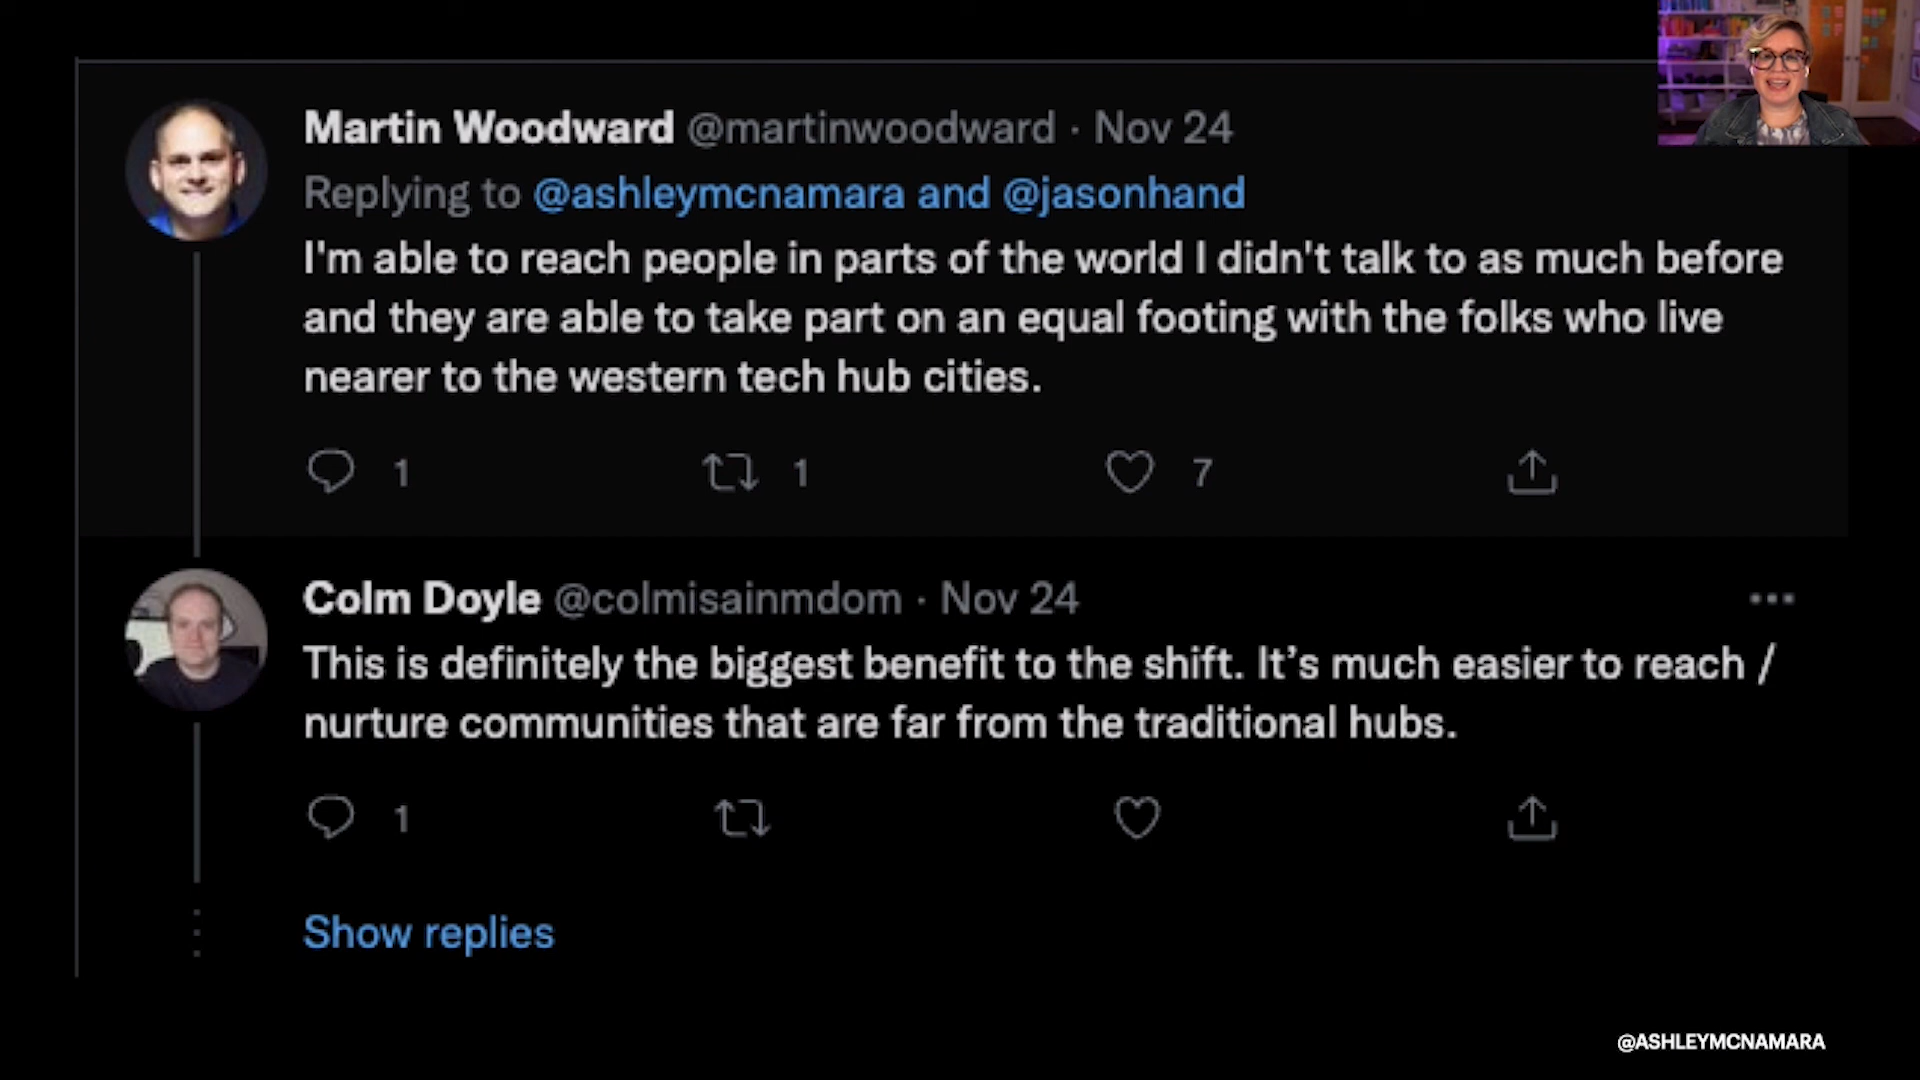 Martin Woodward @martinwoodward · Nov 24
Replying to @ashleymcnamara and @jasonhand
I'm able to reach people in parts of the world I didn't talk to as much before
and they are able to take part on an equal footing with the folks who live
nearer to the western tech hub cities.
1 1 7
Colm Doyle @colmisainmdom · Nov 24
This is definitely the biggest benefit to the shift. It’s much easier to reach /
nurture communities that are far from the traditional hubs.
1
Show replies
@ASHLEYMCNAMARA